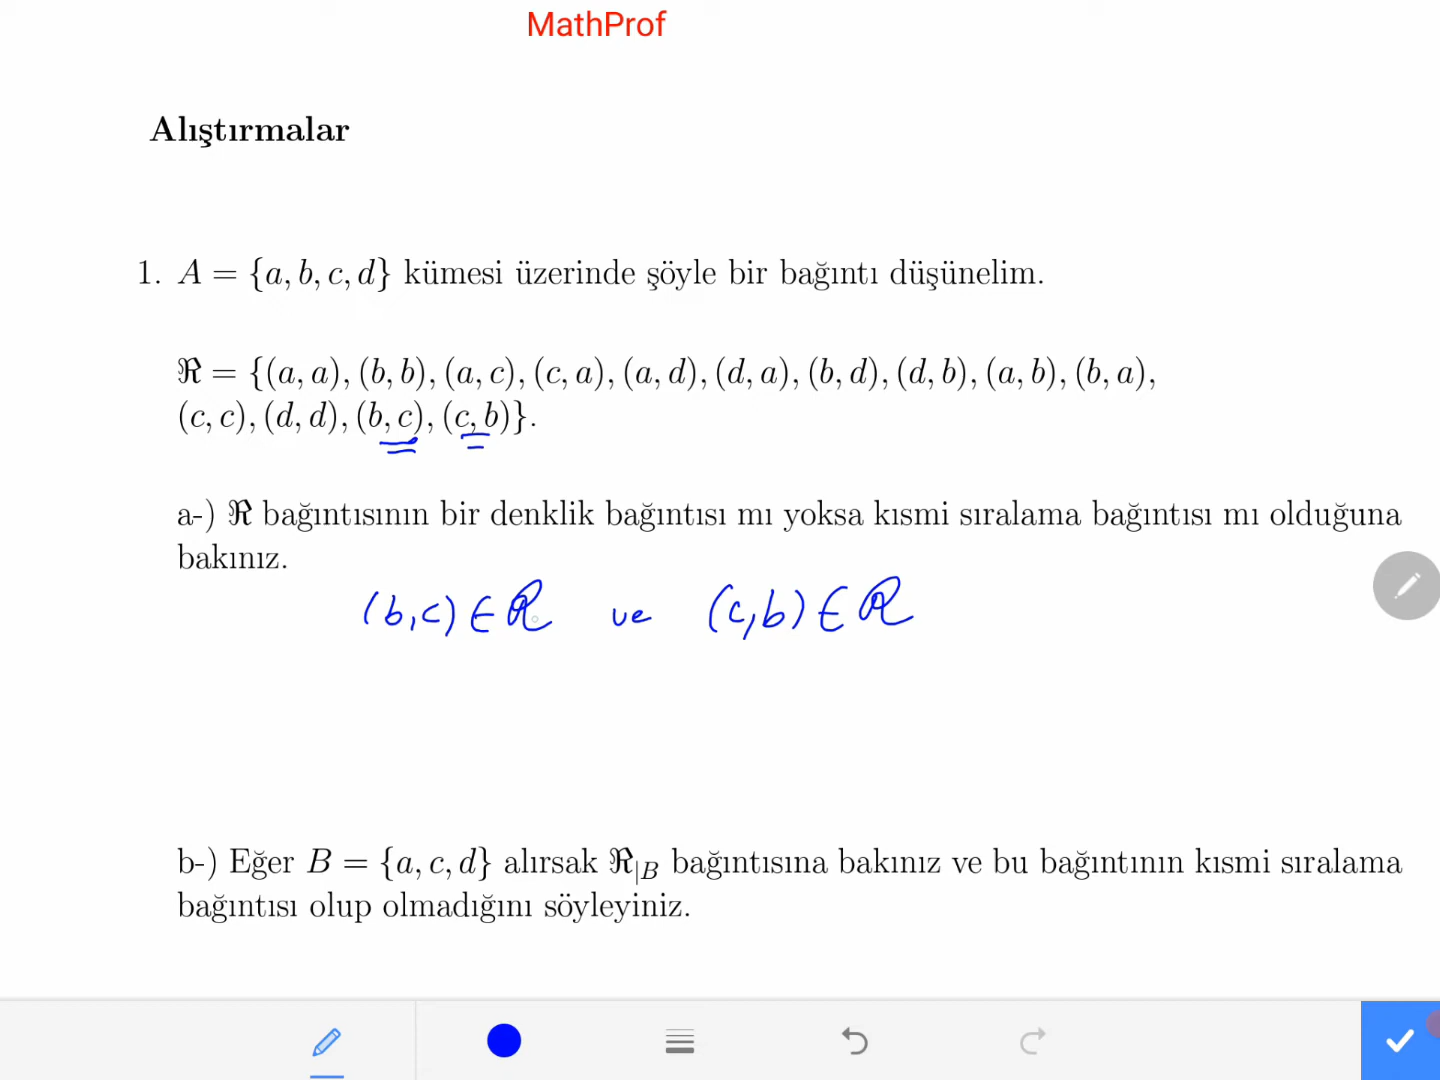 MathProf
Alıştırmalar
1. A = {a, b, c, d} kümesi üzerinde şöyle bir bağıntı düşünelim.
ℜ = {(a, a), (b, b), (a, c), (c, a), (a, d), (d, a), (b, d), (d, b), (a, b), (b, a),
(c, c), (d, d), (b, c), (c, b)}.
a-) ℜ bağıntısının bir denklik bağıntısı mı yoksa kısmi sıralama bağıntısı mı olduğuna
bakınız.
(b,c) ∈ ℜ ve (c,b) ∈ ℜ
b-) Eğer B = {a, c, d} alırsak ℜ|B bağıntısına bakınız ve bu bağıntının kısmi sıralama
bağıntısı olup olmadığını söyleyiniz.